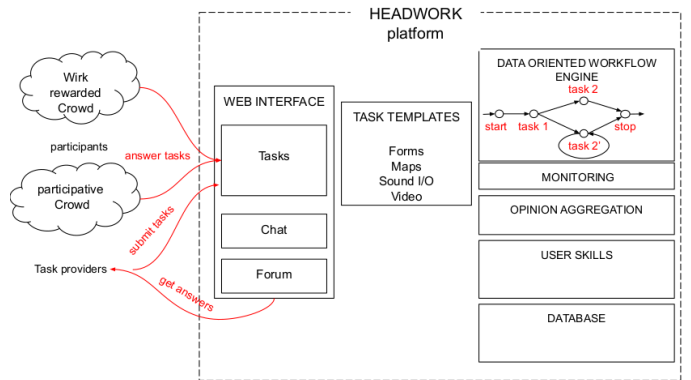 HEADWORK
platform
Wirk
rewarded
Crowd
participants
answer tasks
participative
Crowd
submit tasks
Task providers
get answers
WEB INTERFACE
Tasks
Chat
Forum
TASK TEMPLATES
Forms
Maps
Sound I/O
Video
DATA ORIENTED WORKFLOW
ENGINE
task 2
start
task 1
stop
task 2'
MONITORING
OPINION AGGREGATION
USER SKILLS
DATABASE